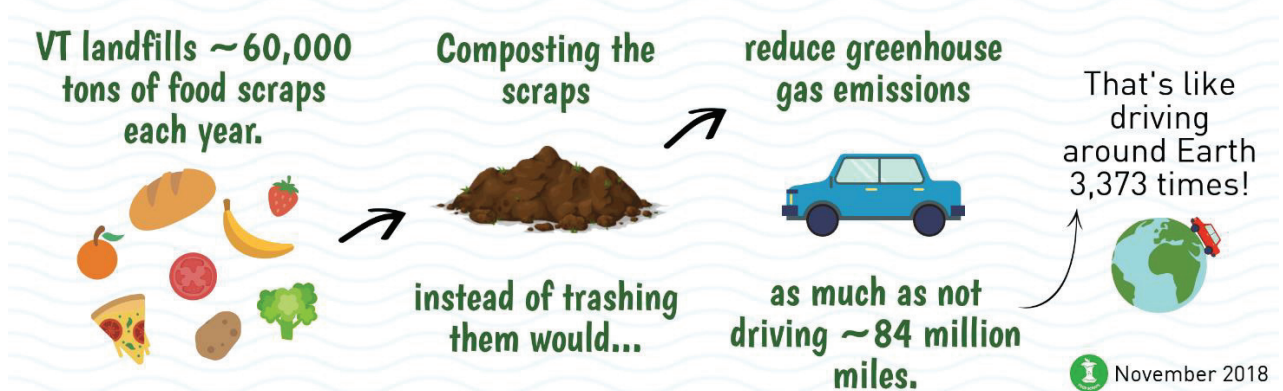 VT landfills ~60,000
tons of food scraps
each year.
Composting the
scraps
instead of trashing
them would...
reduce greenhouse
gas emissions
as much as not
driving ~84 million
miles.
That's like
driving
around Earth
3,373 times!
November 2018